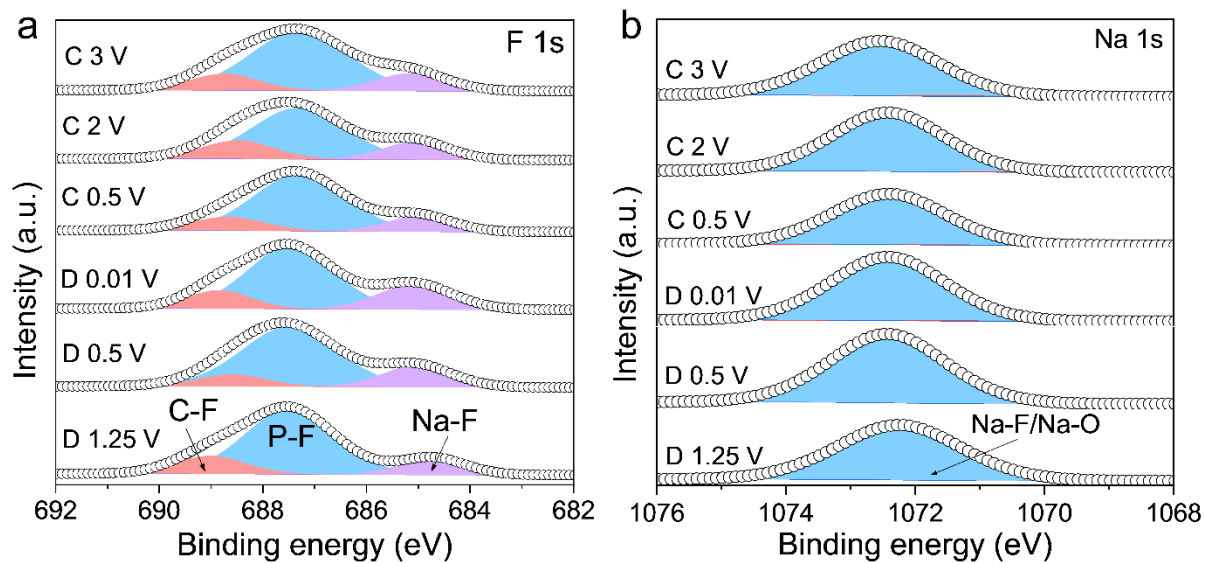 a
F 1s
C 3 V
C 2 V
C 0.5 V
D 0.01 V
D 0.5 V
D 1.25 V
C-F
P-F
Na-F
Intensity (a.u.)
692
690
688
686
684
682
Binding energy (eV)
b
Na 1s
C 3 V
C 2 V
C 0.5 V
D 0.01 V
D 0.5 V
D 1.25 V
Na-F/Na-O
Intensity (a.u.)
1076
1074
1072
1070
1068
Binding energy (eV)